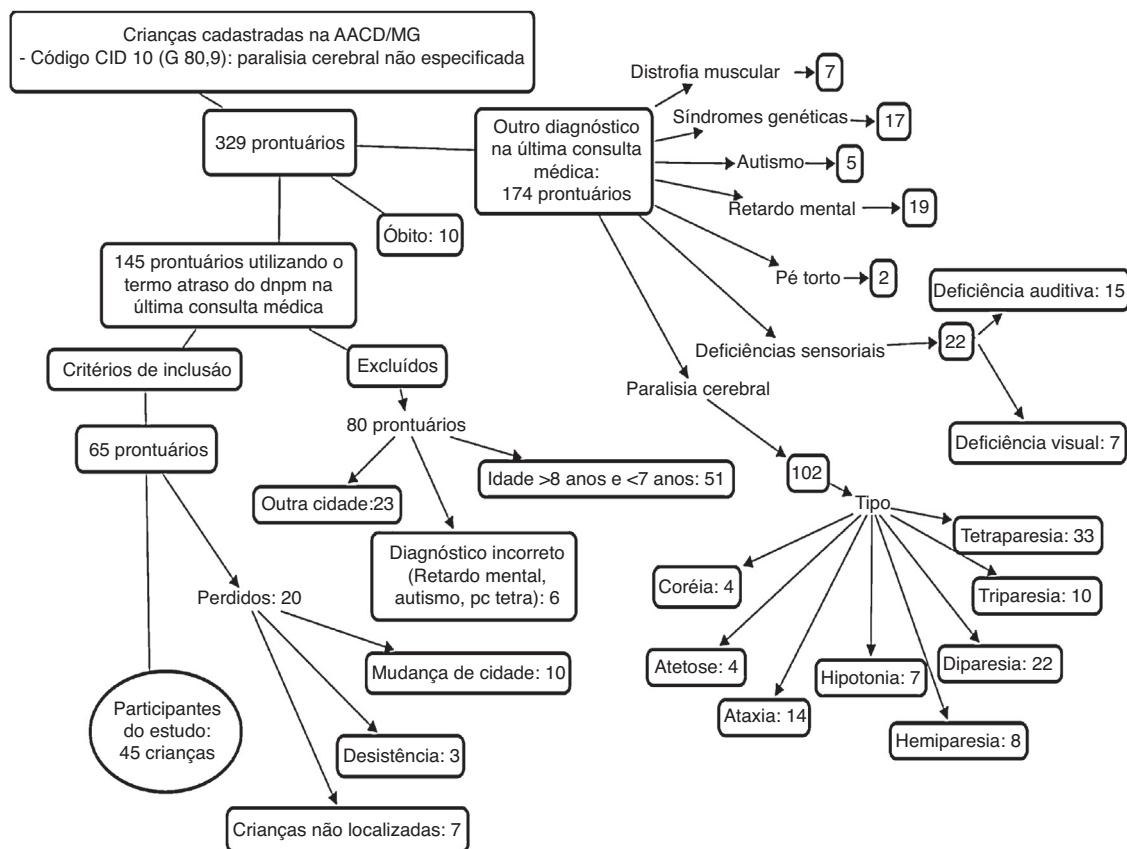 Crianças cadastradas na AACD/MG
- Código CID 10 (G 80,9): paralisia cerebral não especificada
329 prontuários
Óbito: 10
145 prontuários utilizando o
termo atraso do dnpm na
última consulta médica
Critérios de inclusáo
Excluídos
65 prontuários
80 prontuários
Outra cidade:23
Idade >8 anos e <7 anos: 51
Diagnóstico incorreto
(Retardo mental,
autismo, pc tetra): 6
Perdidos: 20
Mudança de cidade: 10
Desistência: 3
Crianças não localizadas: 7
Participantes
do estudo:
45 crianças
Outro diagnóstico
na última consulta
médica:
174 prontuários
Distrofia muscular
7
Síndromes genéticas
17
Autismo
5
Retardo mental
19
Pé torto
2
Deficiências sensoriais
22
Deficiência auditiva: 15
Deficiência visual: 7
Paralisia cerebral
102
Tipo
Tetraparesia: 33
Triparesia: 10
Diparesia: 22
Hemiparesia: 8
Hipotonia: 7
Ataxia: 14
Atetose: 4
Coréia: 4